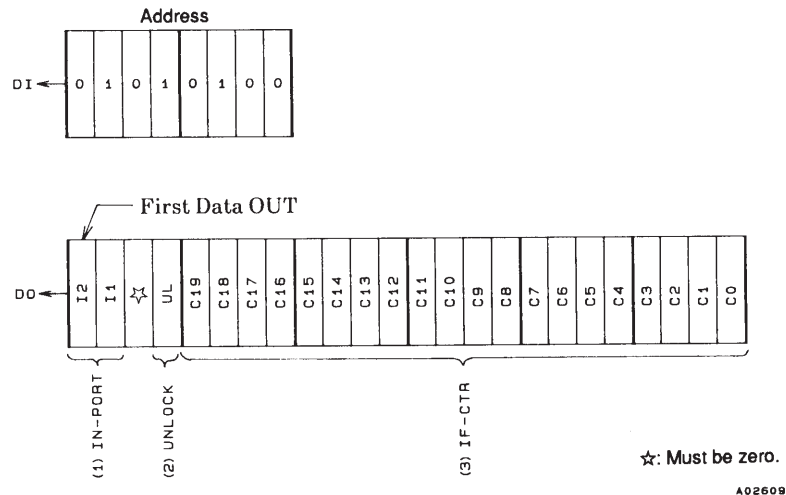 Address
DI 0 1 0 1 0 1 0 0
First Data OUT
DO I2 I1 ☆ UL C19 C18 C17 C16 C15 C14 C13 C12 C11 C10 C9 C8 C7 C6 C5 C4 C3 C2 C1 C0
(1) IN-PORT
(2) UNLOCK
(3) IF-CTR
☆: Must be zero.
A02609